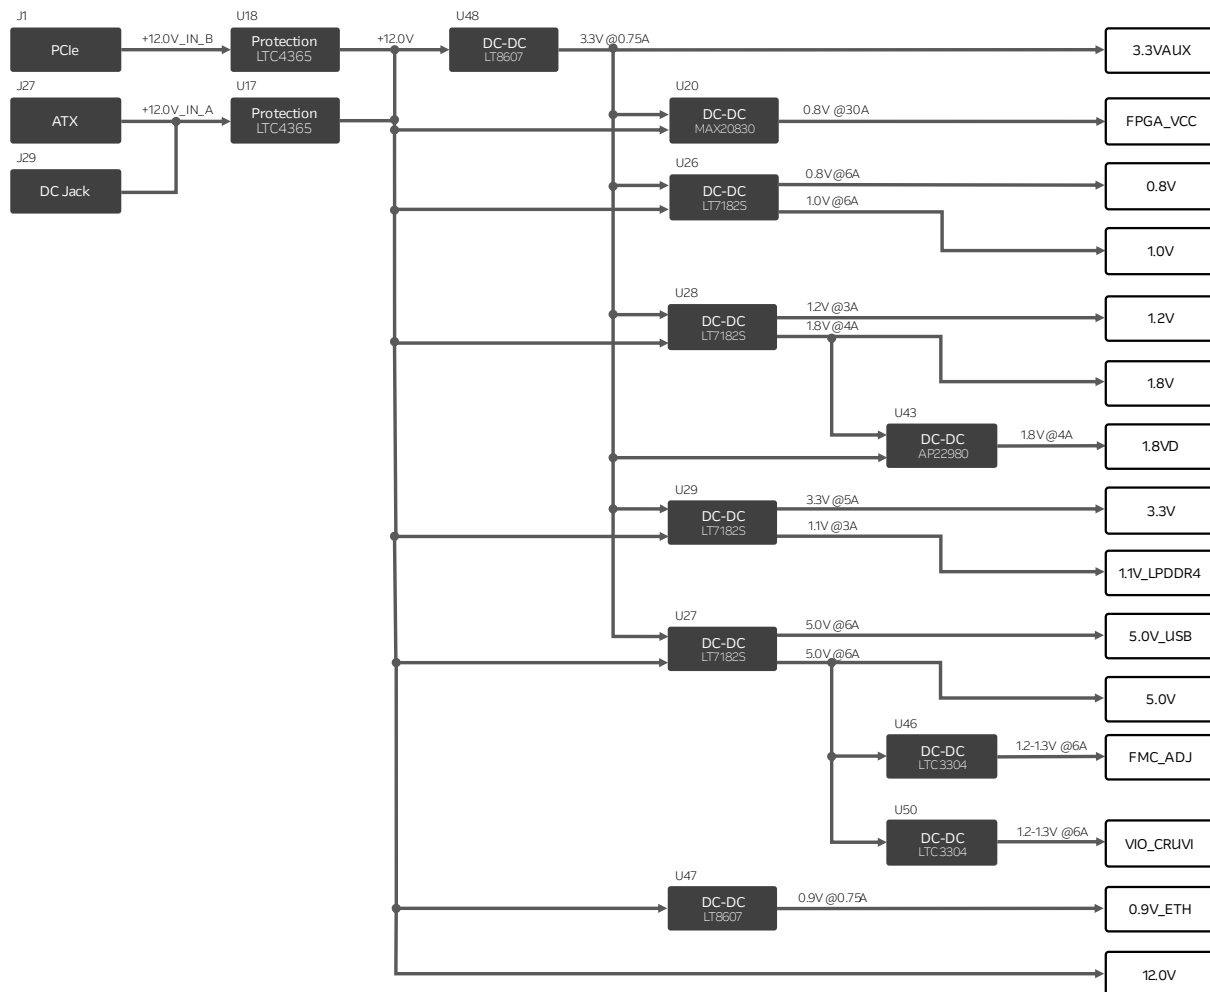 J1
PCIe
+12.0V_IN_B
U18
Protection
LTC4365
+12.0V
U48
DC-DC
LT8607
3.3V @0.75A
3.3VAUX
J27
ATX
+12.0V_IN_A
U17
Protection
LTC4365
U20
DC-DC
MAX20830
0.8V @30A
FPGA_VCC
J29
DC Jack
U26
DC-DC
LT7182S
0.8V@6A
0.8V
1.0V@6A
1.0V
U28
DC-DC
LT7182S
1.2V @3A
1.2V
1.8V @4A
1.8V
U43
DC-DC
AP22980
1.8V@4A
1.8VD
U29
DC-DC
LT7182S
3.3V @5A
3.3V
1.1V @3A
1.1V_LPDDR4
U27
DC-DC
LT7182S
5.0V @6A
5.0V_USB
5.0V @6A
5.0V
U46
DC-DC
LTC3304
1.2-1.3V @6A
FMC_ADJ
U50
DC-DC
LTC3304
1.2-1.3V @6A
VIO_CRUVI
U47
DC-DC
LT8607
0.9V @0.75A
0.9V_ETH
12.0V